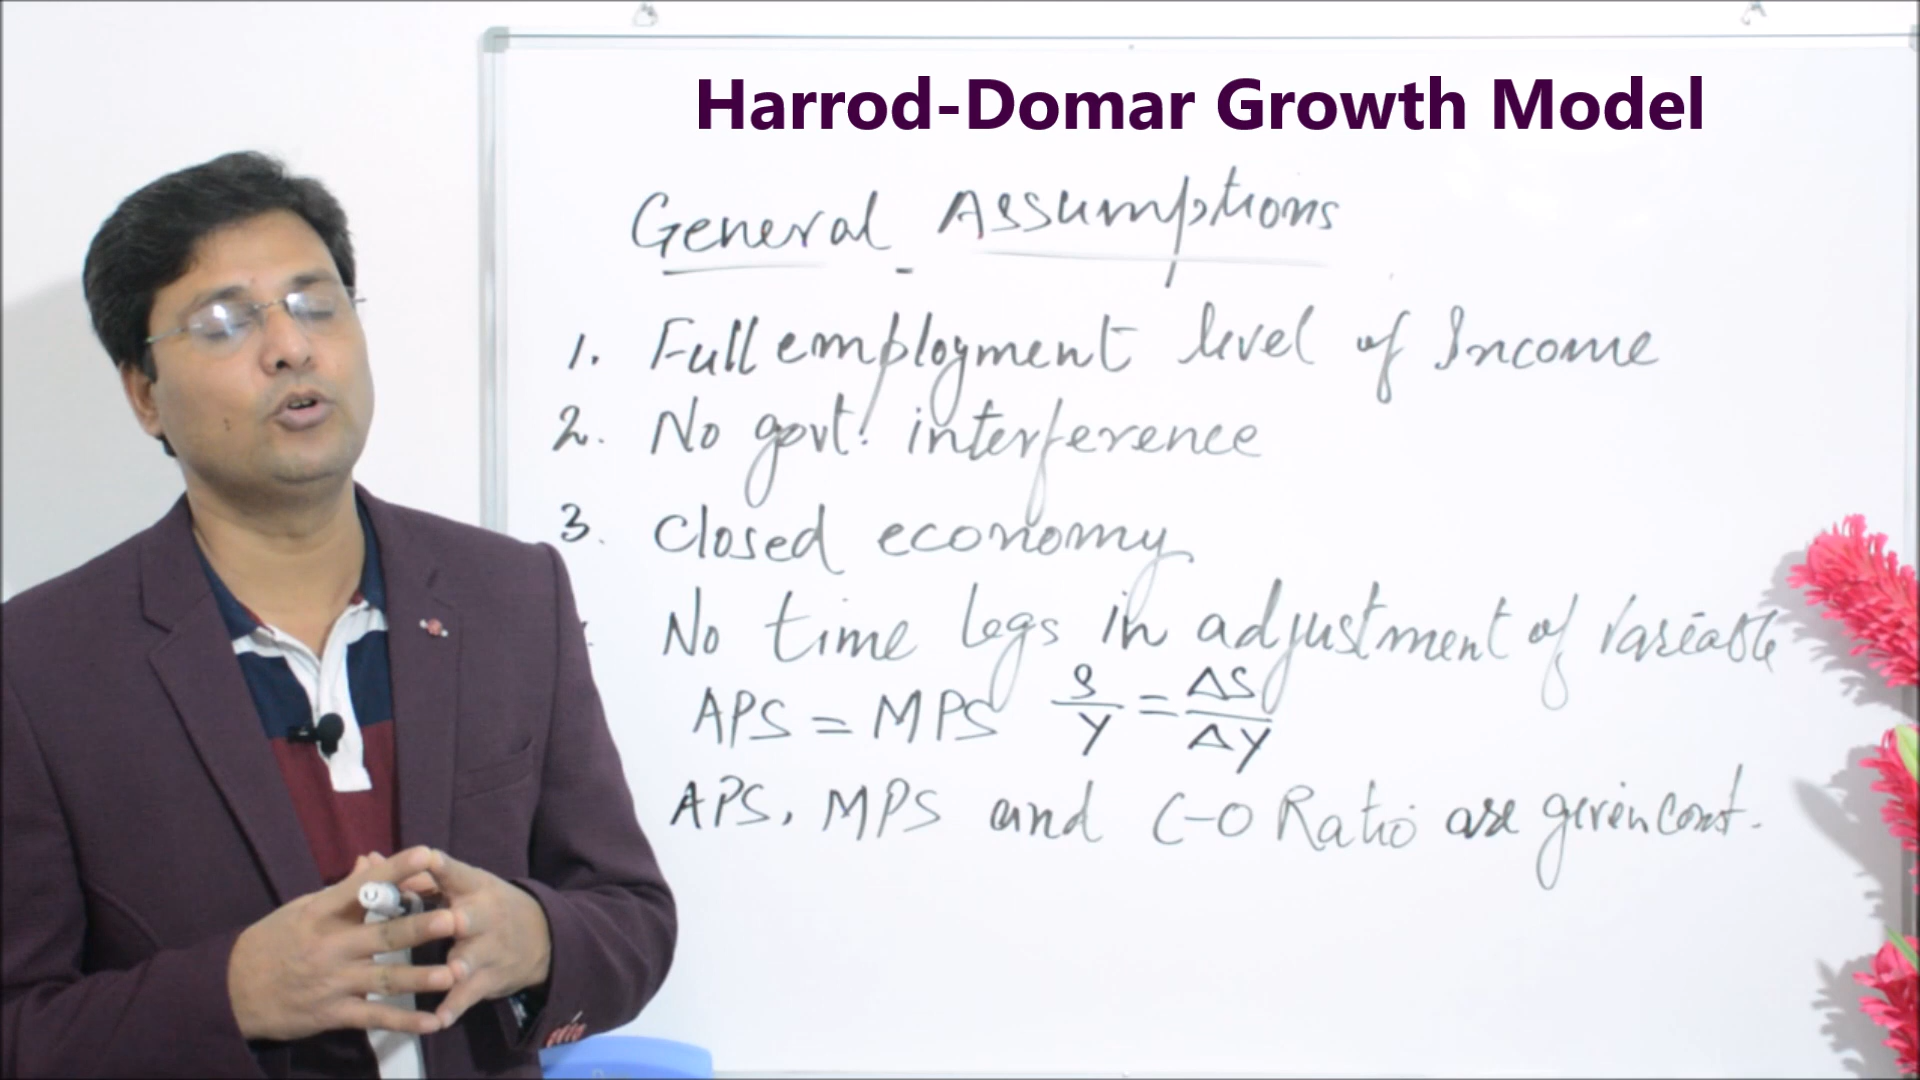 Harrod-Domar Growth Model
General Assumptions
1. Full employment level of Income
2. No govt. interference
3. Closed economy
No time legs in adjustment of variable
APS = MPS S/Y = ΔS/ΔY
APS, MPS and C-O Ratio are given const.